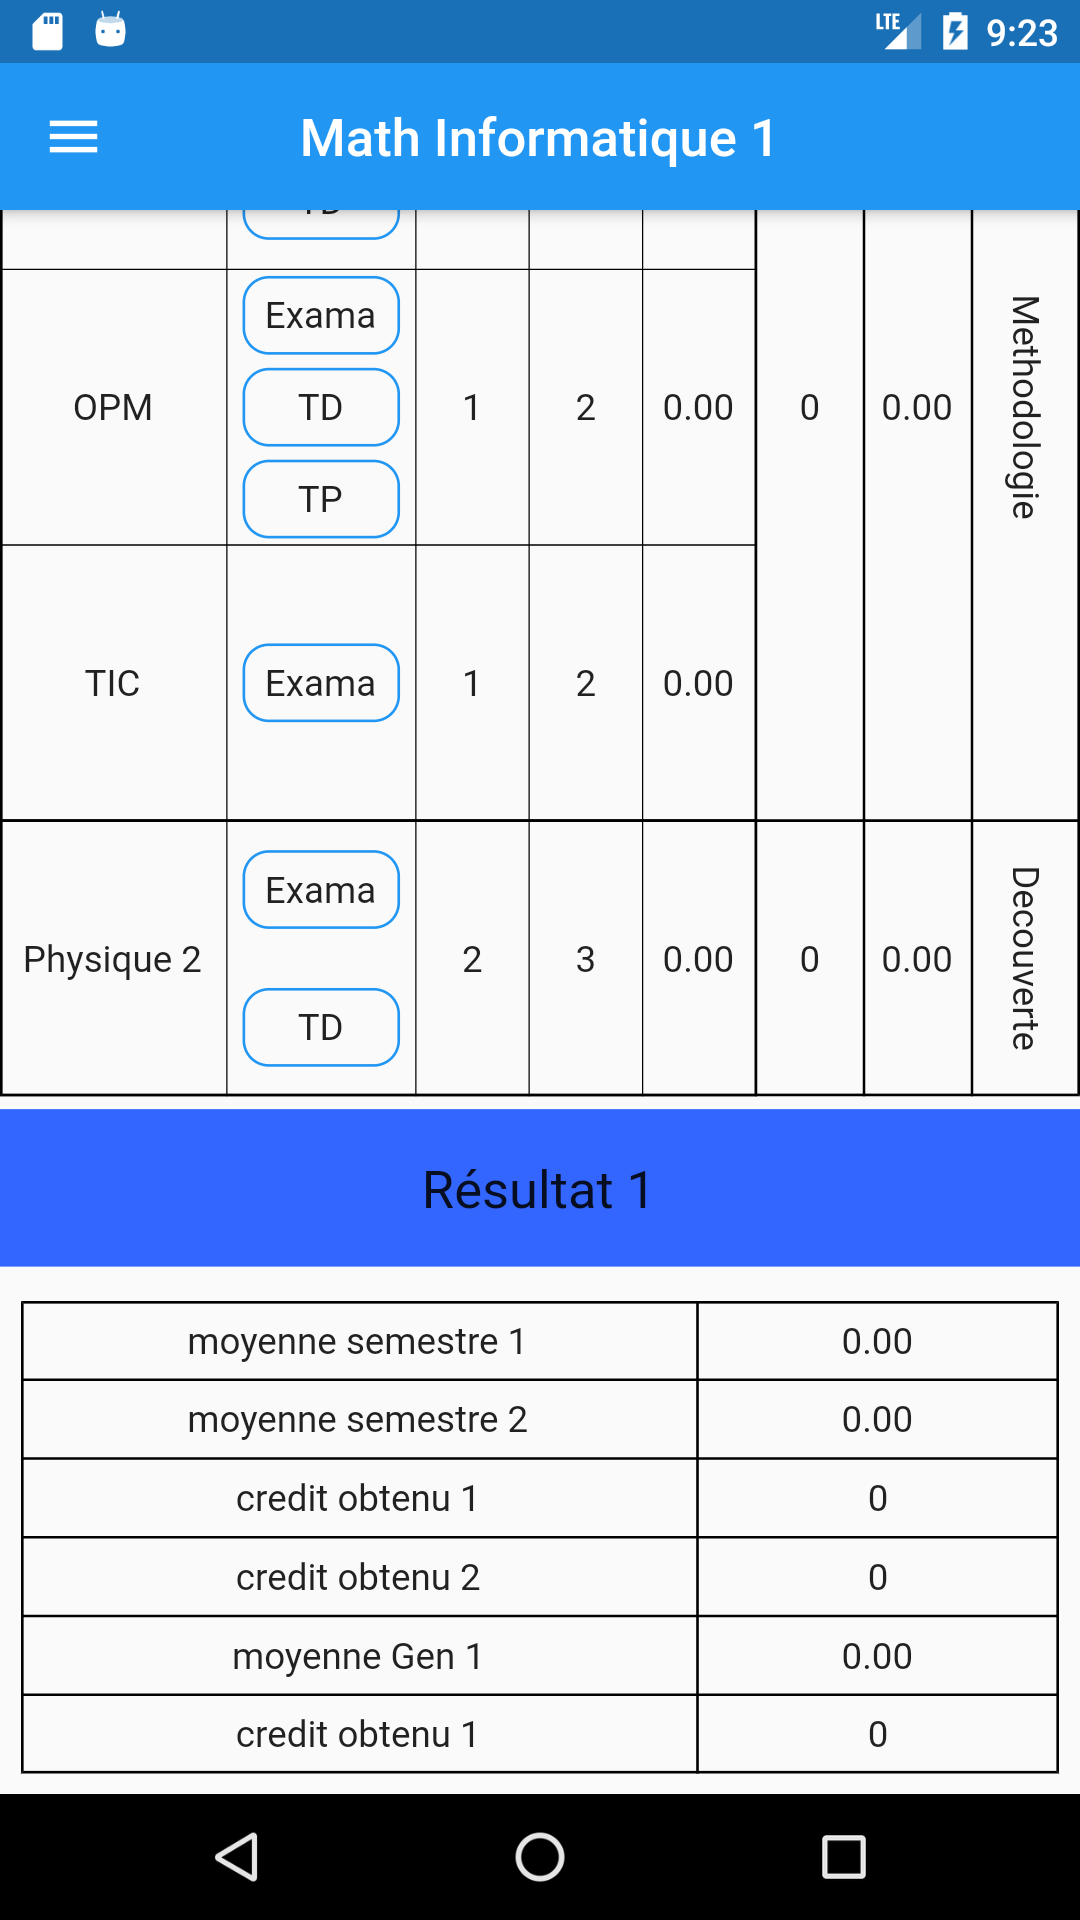 LTE 9:23
Math Informatique 1
TD
Exama
OPM TD 1 2 0.00 0 0.00 Methodologie
TP
TIC Exama 1 2 0.00
Exama
Physique 2 2 3 0.00 0 0.00 Decouverte
TD
Résultat 1
moyenne semestre 1 0.00
moyenne semestre 2 0.00
credit obtenu 1 0
credit obtenu 2 0
moyenne Gen 1 0.00
credit obtenu 1 0